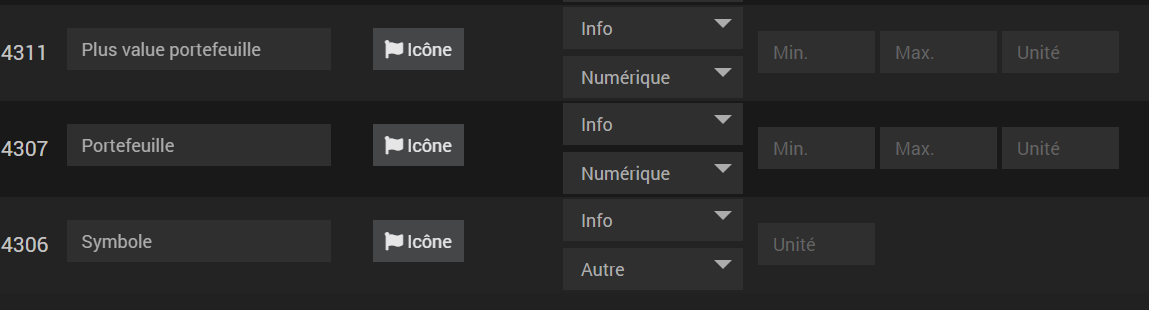 Info
4311 Plus value portefeuille Icône Min. Max. Unité
Numérique
Info
4307 Portefeuille Icône Min. Max. Unité
Numérique
Info
4306 Symbole Icône Unité
Autre